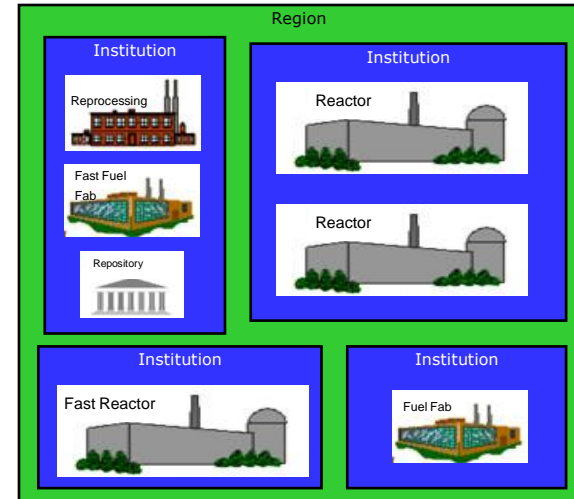 Region
Institution
Reprocessing
Fast Fuel
Fab
Repository
Institution
Reactor
Reactor
Institution
Fast Reactor
Institution
Fuel Fab